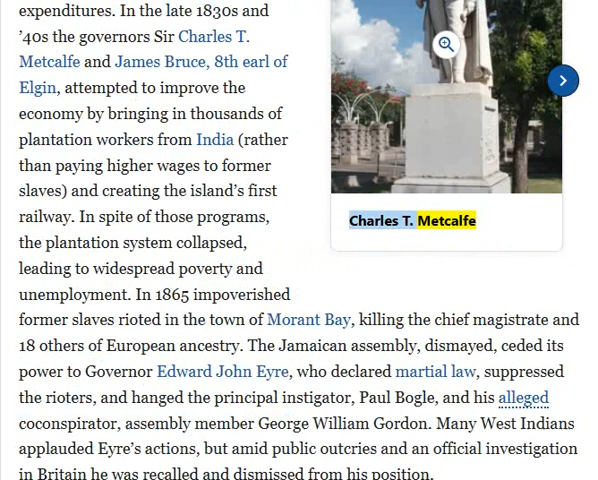 expenditures. In the late 1830s and
’40s the governors Sir Charles T.
Metcalfe and James Bruce, 8th earl of
Elgin, attempted to improve the
economy by bringing in thousands of
plantation workers from India (rather
than paying higher wages to former
slaves) and creating the island’s first
railway. In spite of those programs,
the plantation system collapsed,
leading to widespread poverty and
unemployment. In 1865 impoverished
former slaves rioted in the town of Morant Bay, killing the chief magistrate and
18 others of European ancestry. The Jamaican assembly, dismayed, ceded its
power to Governor Edward John Eyre, who declared martial law, suppressed
the rioters, and hanged the principal instigator, Paul Bogle, and his alleged
coconspirator, assembly member George William Gordon. Many West Indians
applauded Eyre’s actions, but amid public outcries and an official investigation
in Britain he was recalled and dismissed from his position.
Charles T. Metcalfe